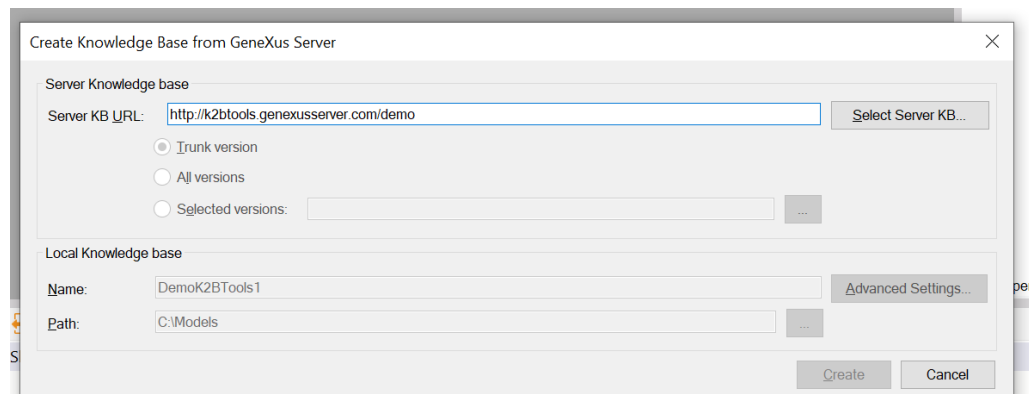 Create Knowledge Base from GeneXus Server
Server Knowledge base
Server KB URL: http://k2btools.genexusserver.com/demo Select Server KB...
Trunk version
All versions
Selected versions: ...
Local Knowledge base
Name: DemoK2BTools1 Advanced Settings...
Path: C:\Models ...
Create Cancel